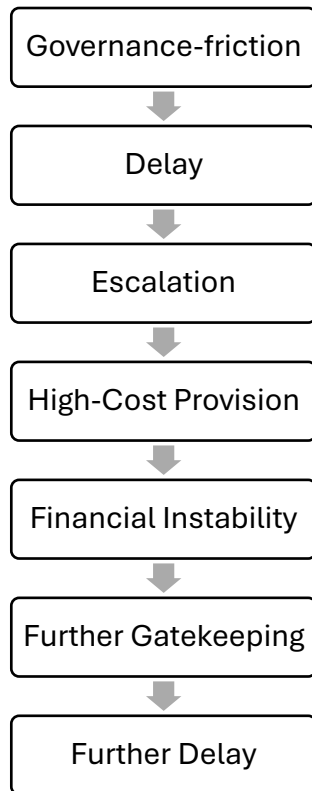 Governance-friction
Delay
Escalation
High-Cost Provision
Financial Instability
Further Gatekeeping
Further Delay